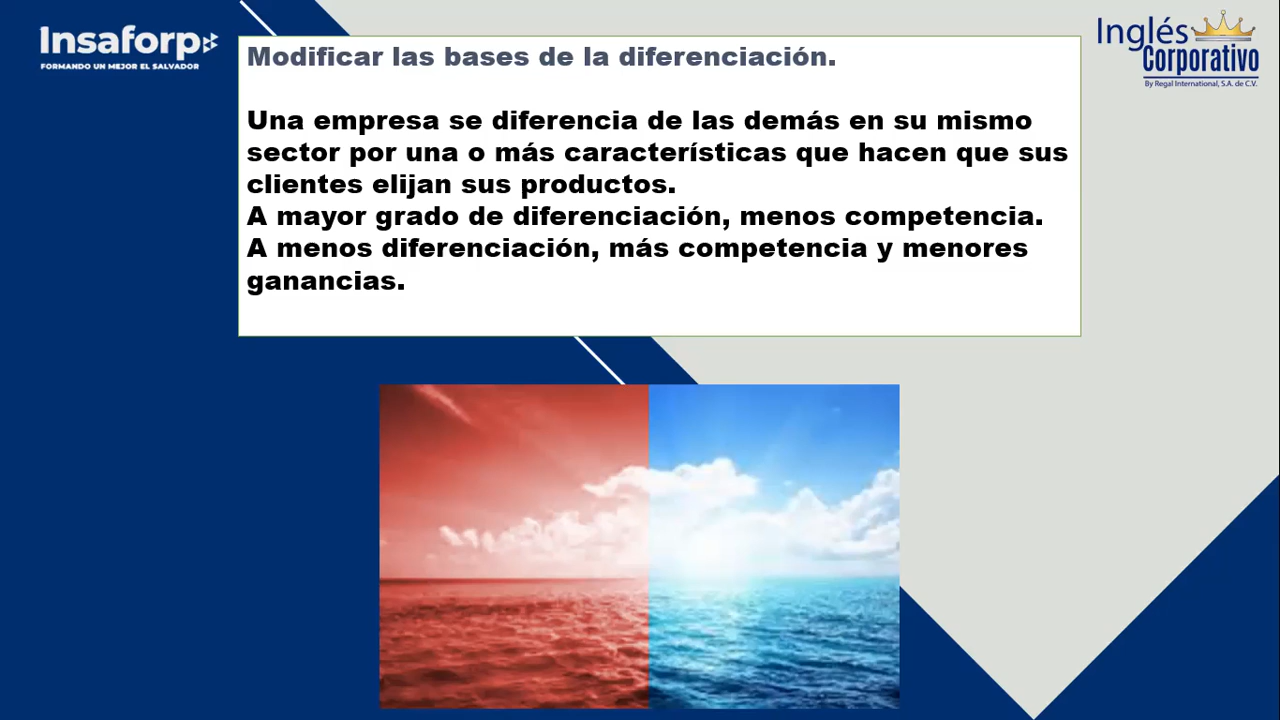 Insaforp
FORMANDO UN MEJOR EL SALVADOR
Inglés
Corporativo
By Regal International, S.A. de C.V.
Modificar las bases de la diferenciación.
Una empresa se diferencia de las demás en su mismo
sector por una o más características que hacen que sus
clientes elijan sus productos.
A mayor grado de diferenciación, menos competencia.
A menos diferenciación, más competencia y menores
ganancias.